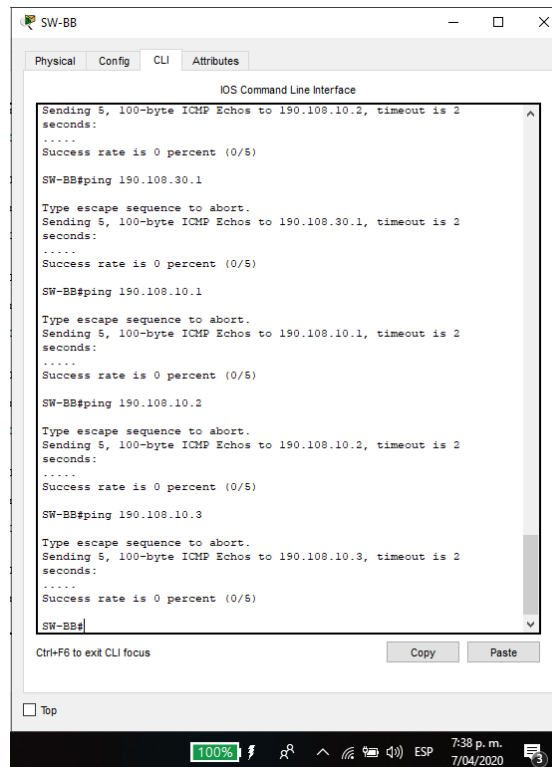 SW-BB
Physical Config CLI Attributes
IOS Command Line Interface
Sending 5, 100-byte ICMP Echos to 190.108.10.2, timeout is 2
seconds:
.....
Success rate is 0 percent (0/5)
SW-BB#ping 190.108.30.1
Type escape sequence to abort.
Sending 5, 100-byte ICMP Echos to 190.108.30.1, timeout is 2
seconds:
.....
Success rate is 0 percent (0/5)
SW-BB#ping 190.108.10.1
Type escape sequence to abort.
Sending 5, 100-byte ICMP Echos to 190.108.10.1, timeout is 2
seconds:
.....
Success rate is 0 percent (0/5)
SW-BB#ping 190.108.10.2
Type escape sequence to abort.
Sending 5, 100-byte ICMP Echos to 190.108.10.2, timeout is 2
seconds:
.....
Success rate is 0 percent (0/5)
SW-BB#ping 190.108.10.3
Type escape sequence to abort.
Sending 5, 100-byte ICMP Echos to 190.108.10.3, timeout is 2
seconds:
.....
Success rate is 0 percent (0/5)
SW-BB#
Ctrl+F6 to exit CLI focus Copy Paste
Top
100% ESP 7:38 p. m.
7/04/2020 3